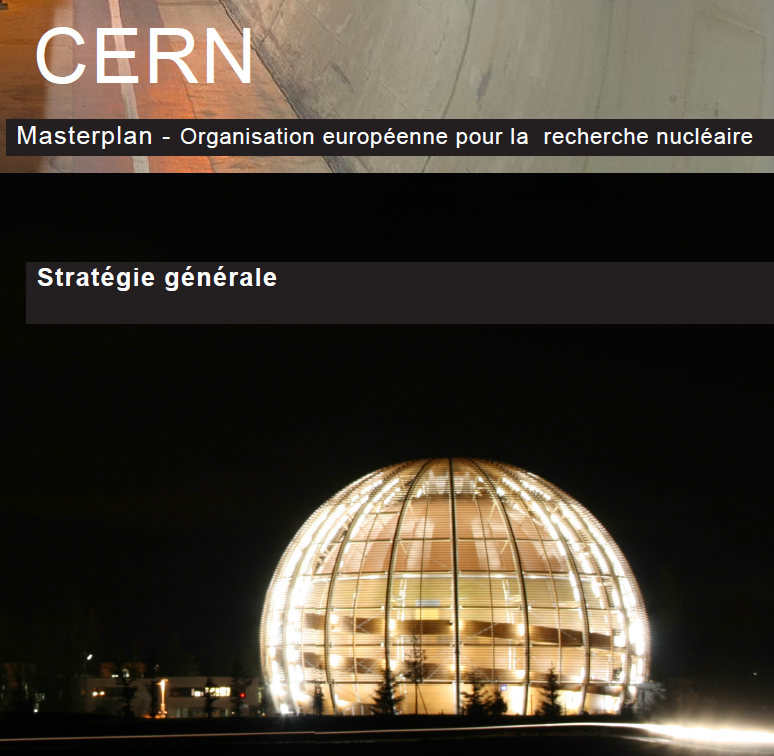 CERN
Masterplan - Organisation européenne pour la recherche nucléaire
Stratégie générale